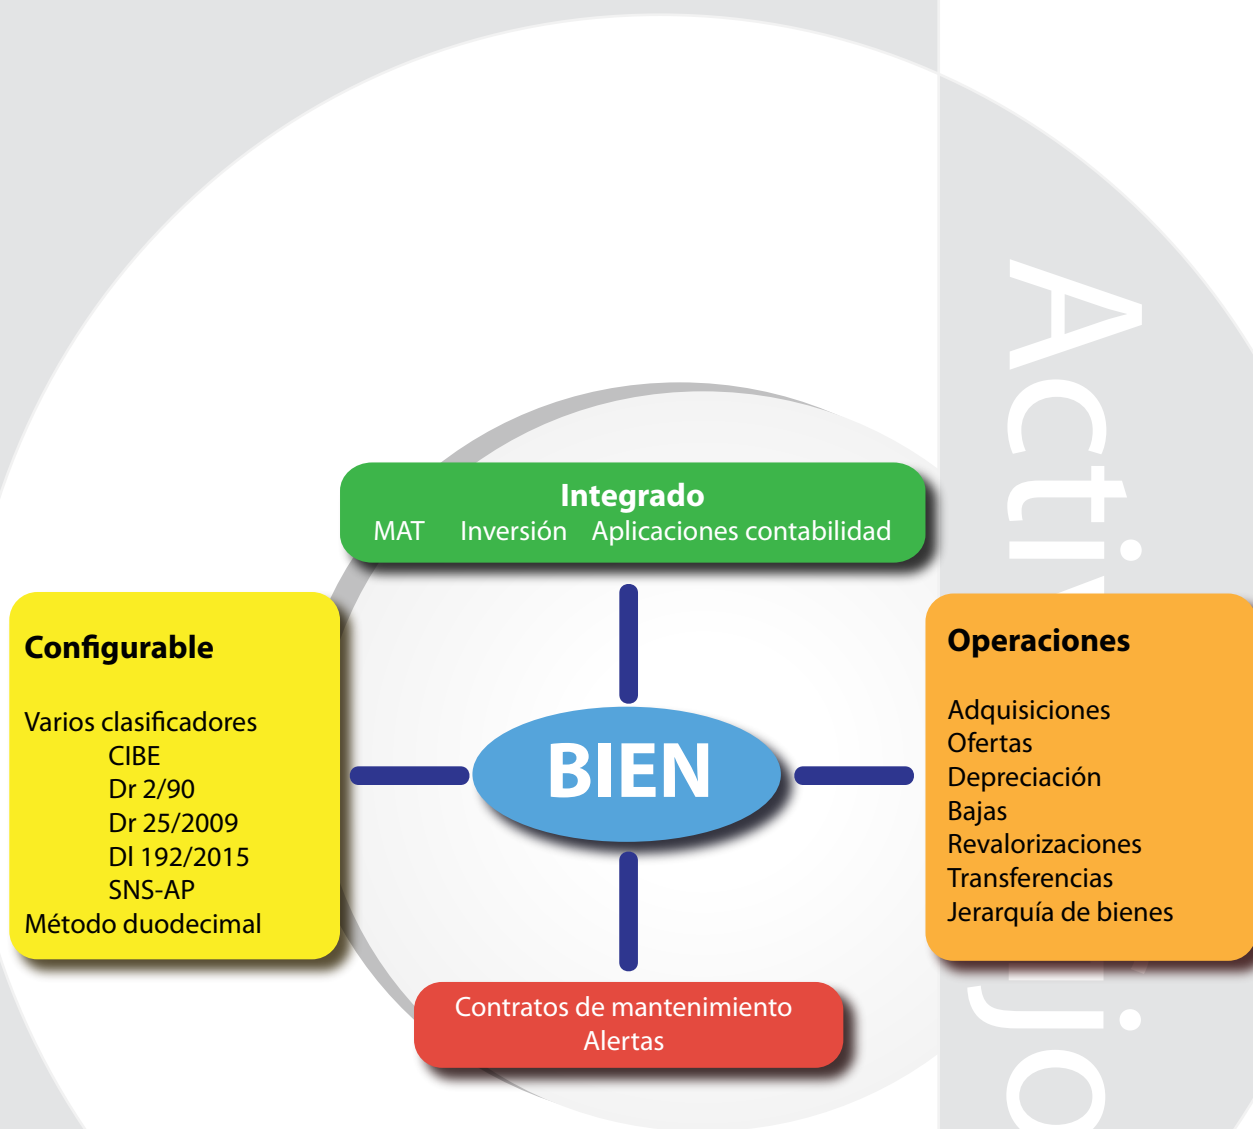 Integrado
MAT Inversión Aplicaciones contabilidad
Configurable
Varios clasificadores
CIBE
Dr 2/90
Dr 25/2009
Dl 192/2015
SNS-AP
Método duodecimal
BIEN
Operaciones
Adquisiciones
Ofertas
Depreciación
Bajas
Revalorizaciones
Transferencias
Jerarquía de bienes
Contratos de mantenimiento
Alertas